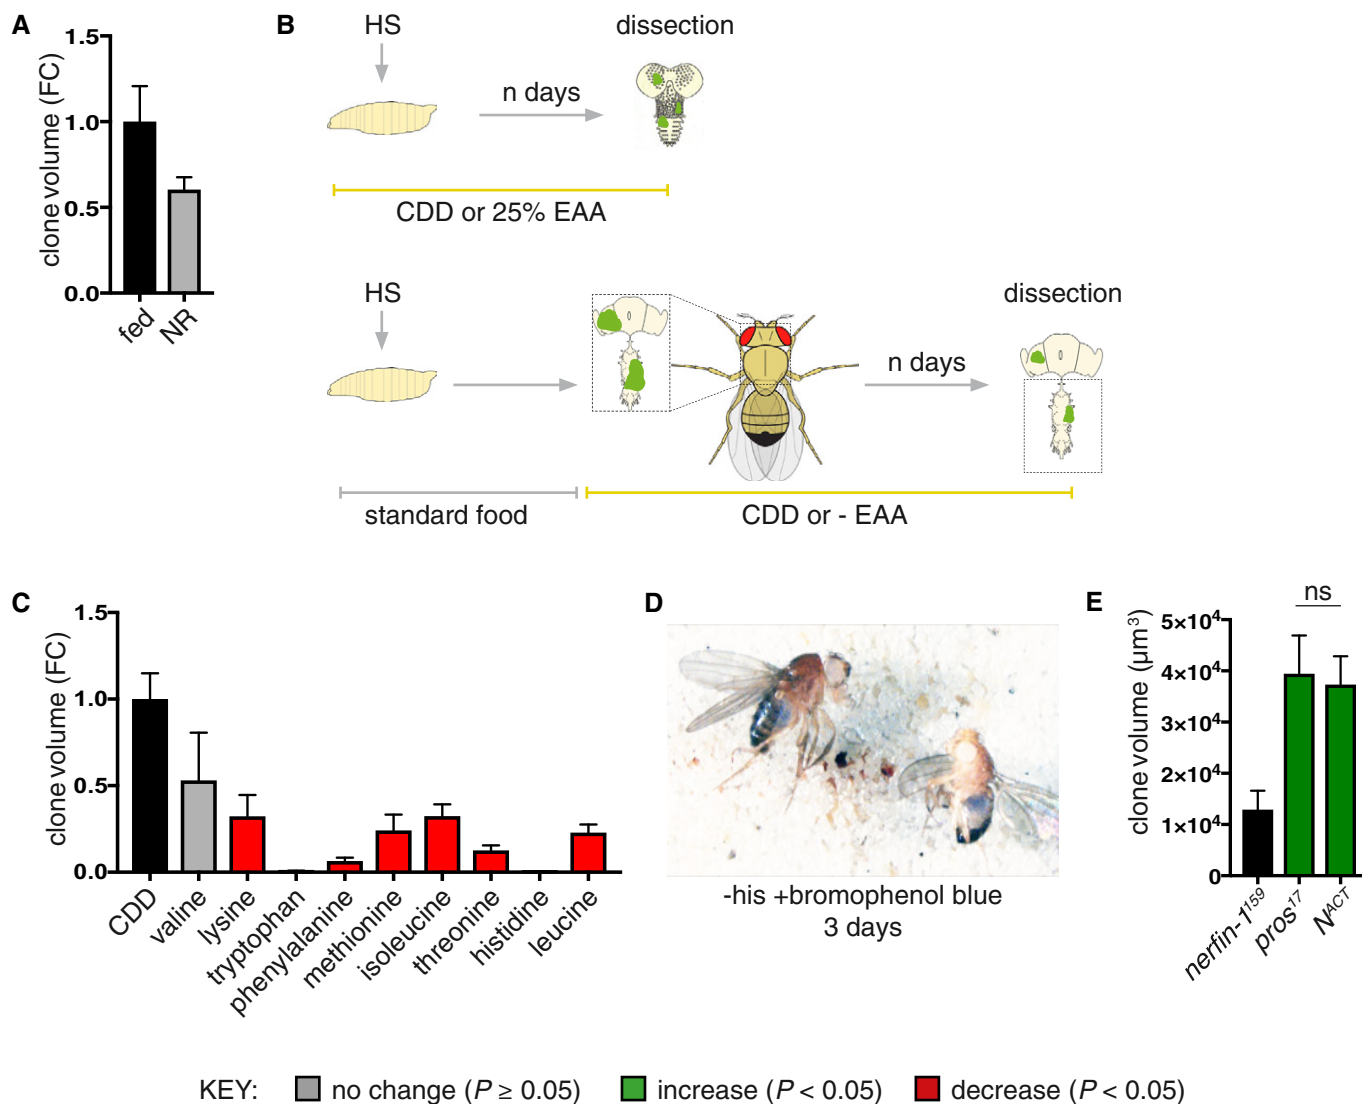 A
clone volume (FC)
1.5
1.0
0.5
0.0
fed
NR
B
HS
n days
dissection
CDD or 25% EAA
HS
n days
dissection
standard food
CDD or - EAA
C
clone volume (FC)
1.5
1.0
0.5
0.0
CDD
valine
lysine
tryptophan
phenylalanine
methionine
isoleucine
threonine
histidine
leucine
D
-his +bromophenol blue
3 days
E
ns
clone volume (µm³)
5×10⁴
4×10⁴
3×10⁴
2×10⁴
1×10⁴
0
nerfin-1¹⁵⁹
pros¹⁷
Nᴬᶜᵀ
KEY: no change (P ≥ 0.05) increase (P < 0.05) decrease (P < 0.05)